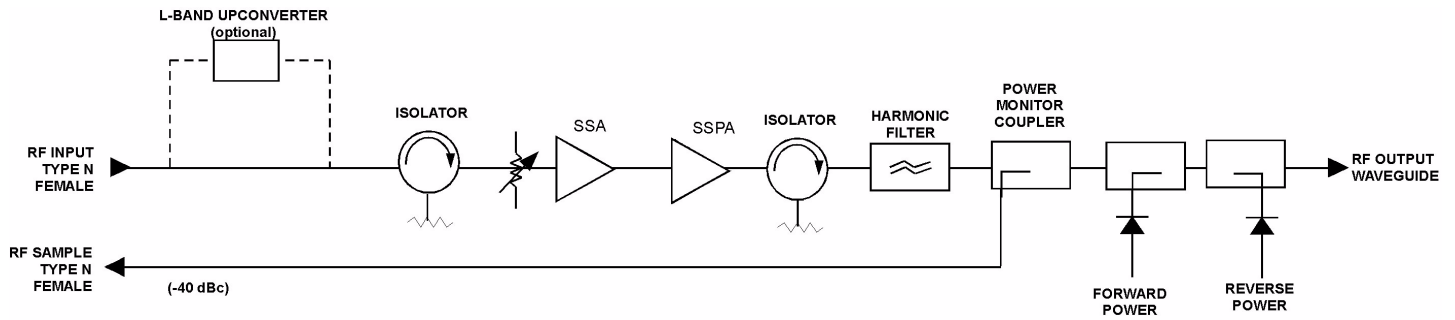 L-BAND UPCONVERTER
(optional)
RF INPUT
TYPE N
FEMALE
ISOLATOR
SSA
SSPA
ISOLATOR
HARMONIC
FILTER
POWER
MONITOR
COUPLER
RF OUTPUT
WAVEGUIDE
RF SAMPLE
TYPE N
FEMALE
(-40 dBc)
FORWARD
POWER
REVERSE
POWER